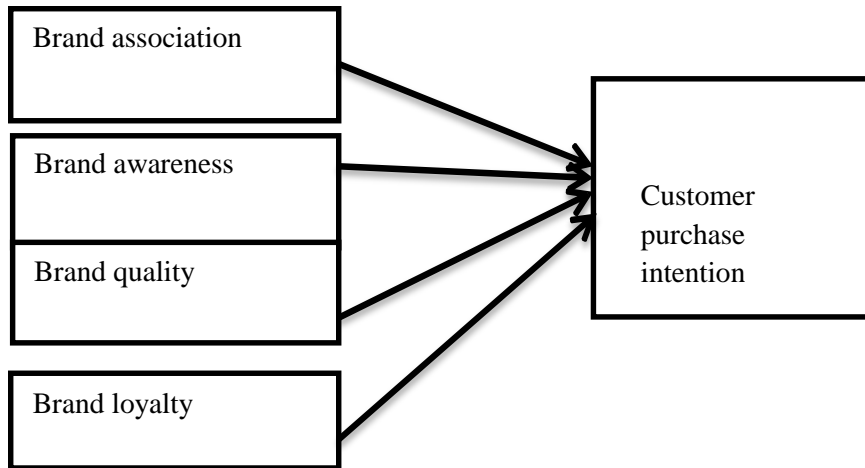 Brand association
Brand awareness
Brand quality
Brand loyalty
Customer
purchase
intention